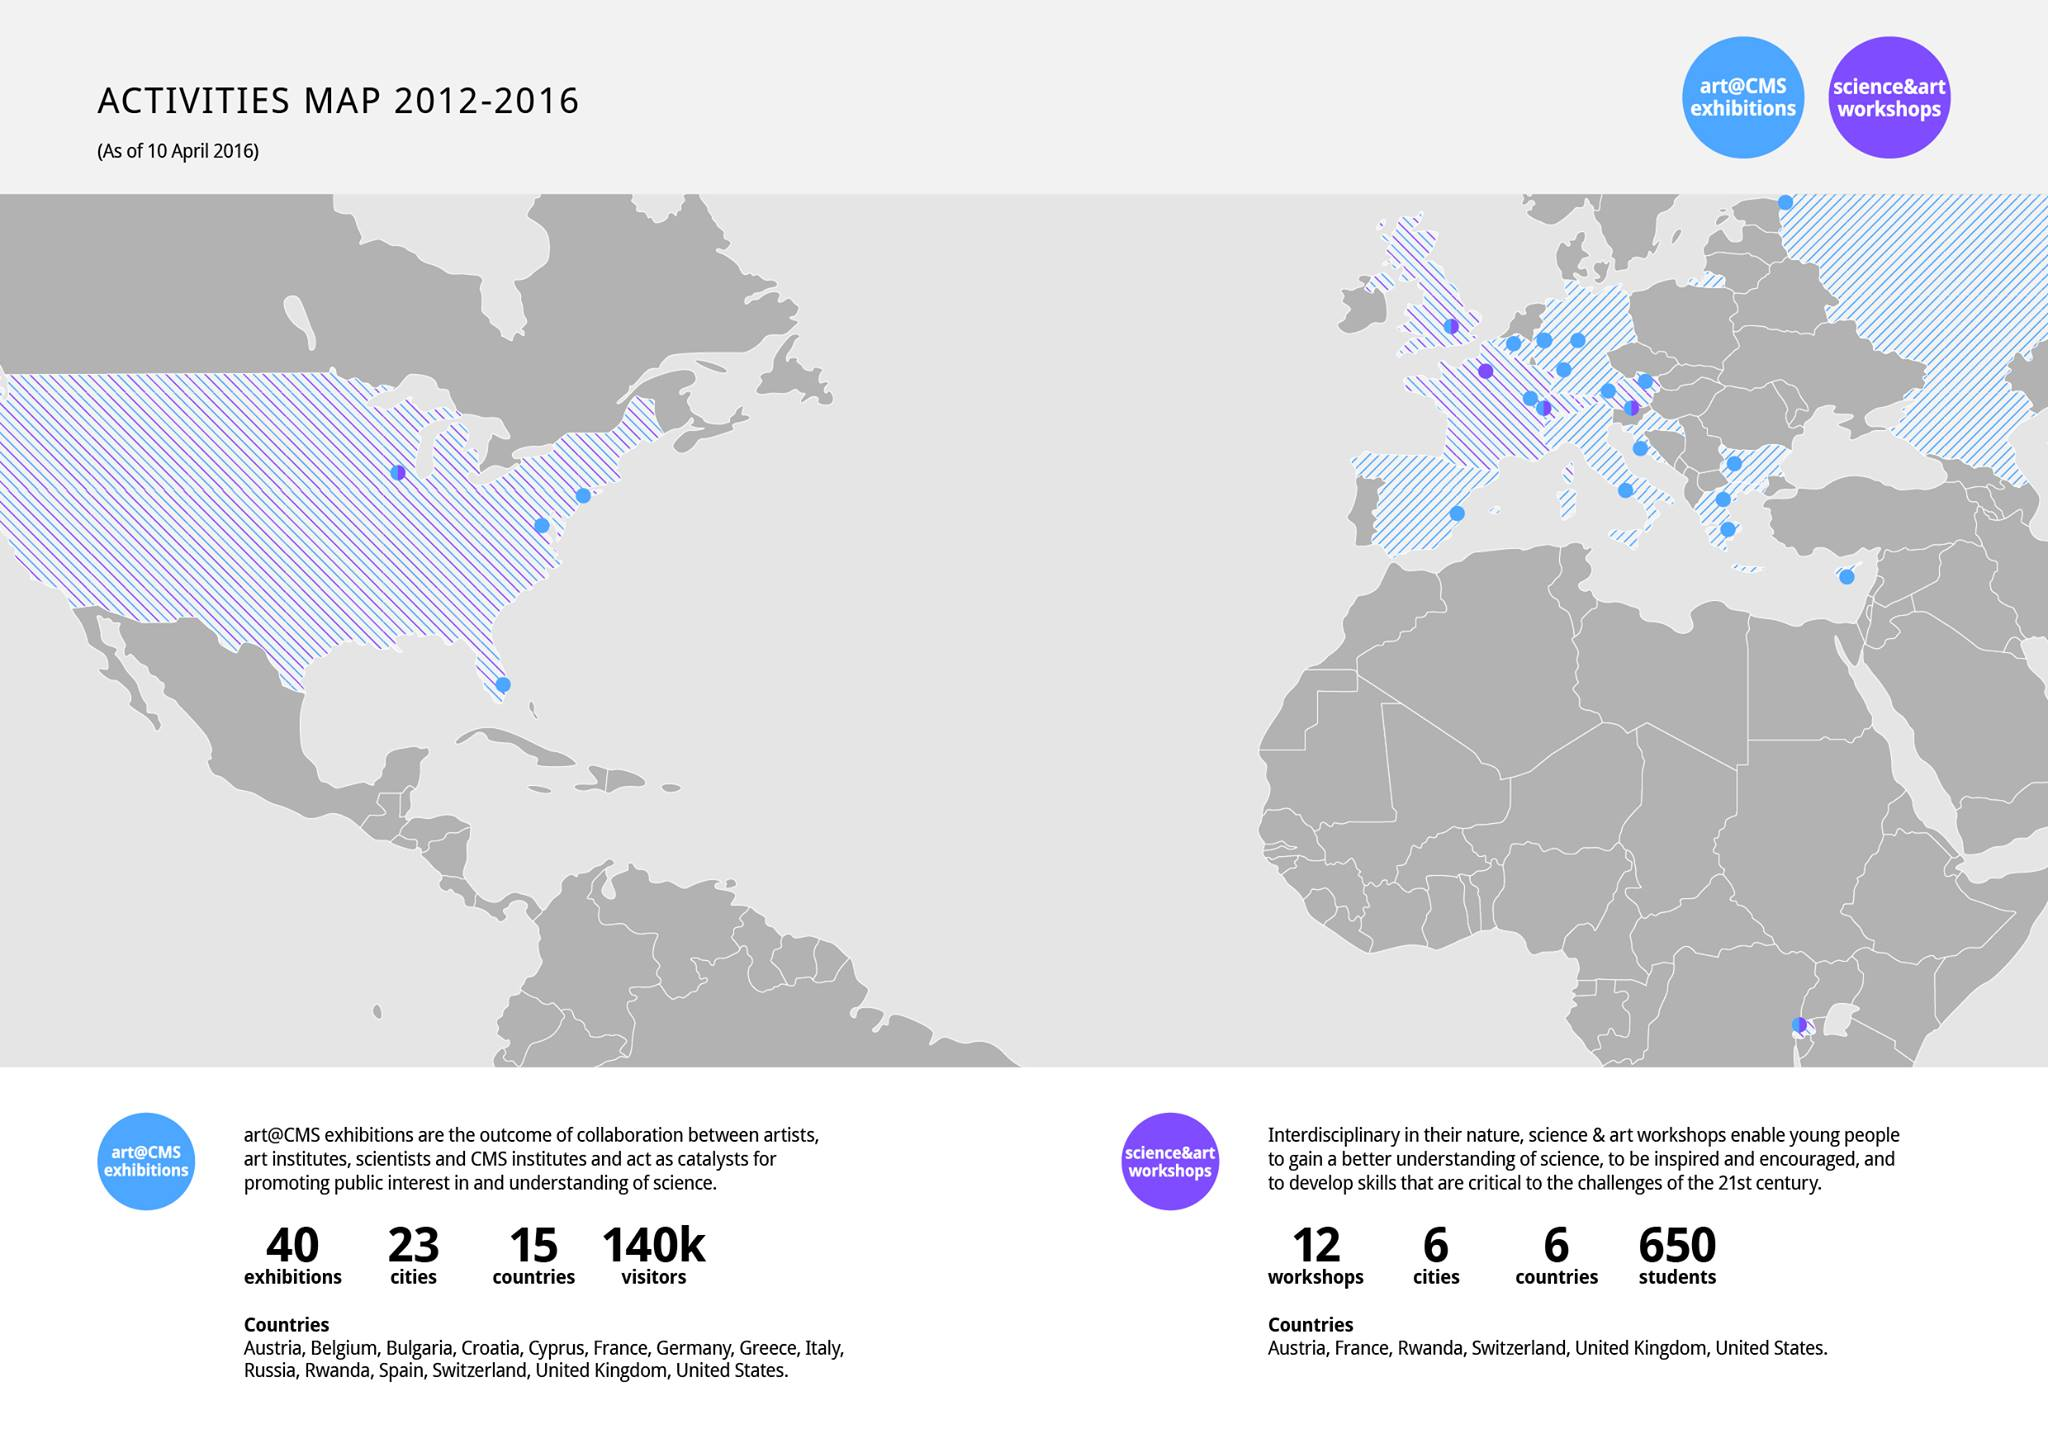 ACTIVITIES MAP 2012-2016
(As of 10 April 2016)
art@CMS
exhibitions
science&art
workshops
art@CMS
exhibitions
art@CMS exhibitions are the outcome of collaboration between artists,
art institutes, scientists and CMS institutes and act as catalysts for
promoting public interest in and understanding of science.
40 23 15 140k
exhibitions cities countries visitors
Countries
Austria, Belgium, Bulgaria, Croatia, Cyprus, France, Germany, Greece, Italy,
Russia, Rwanda, Spain, Switzerland, United Kingdom, United States.
science&art
workshops
Interdisciplinary in their nature, science & art workshops enable young people
to gain a better understanding of science, to be inspired and encouraged, and
to develop skills that are critical to the challenges of the 21st century.
12 6 6 650
workshops cities countries students
Countries
Austria, France, Rwanda, Switzerland, United Kingdom, United States.